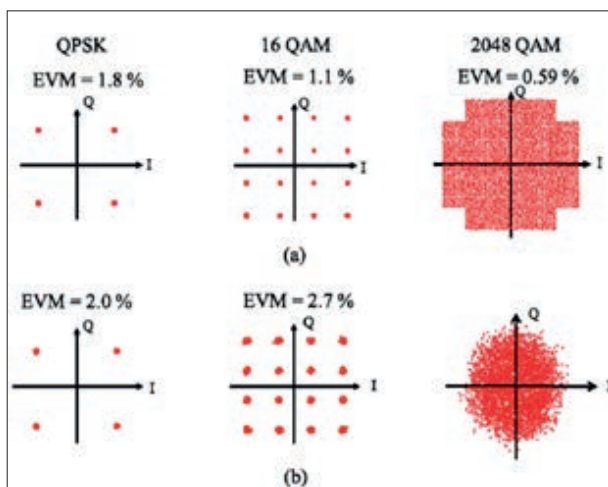 QPSK 16 QAM 2048 QAM
EVM = 1.8 % EVM = 1.1 % EVM = 0.59 %
Q Q Q
I I I
(a)
EVM = 2.0 % EVM = 2.7 %
Q Q Q
I I I
(b)